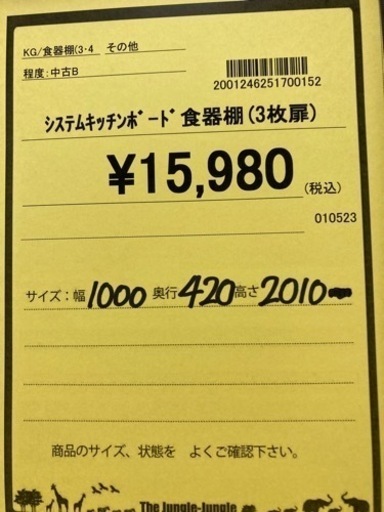 KG/食器棚(3・4　その他
程度：中古B
2001246251700152
ｼｽﾃﾑｷｯﾁﾝﾎﾞｰﾄﾞ食器棚(3枚扉)
¥15,980(税込)
010523
サイズ：幅1000 奥行420高さ2010
商品のサイズ、状態を　よくご確認下さい。
The Jungle-Jungle